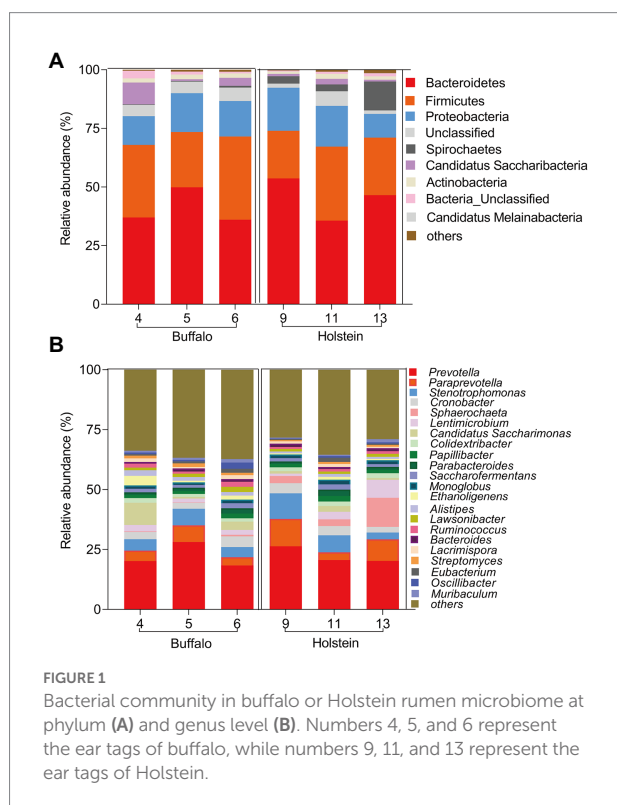 A
Relative abundance (%)
100
75
50
25
0
4 5 6 9 11 13
Buffalo Holstein
Bacteroidetes
Firmicutes
Proteobacteria
Unclassified
Spirochaetes
Candidatus Saccharibacteria
Actinobacteria
Bacteria_Unclassified
Candidatus Melainabacteria
others
B
Relative abundance (%)
100
75
50
25
0
4 5 6 9 11 13
Buffalo Holstein
Prevotella
Paraprevotella
Stenotrophomonas
Cronobacter
Sphaerochaeta
Lentimicrobium
Candidatus Saccharimonas
Colidextribacter
Papillibacter
Parabacteroides
Saccharofermentans
Monoglobus
Ethanoligenens
Alistipes
Lawsonibacter
Ruminococcus
Bacteroides
Lacrimispora
Streptomyces
Eubacterium
Oscillibacter
Muribaculum
others
FIGURE 1
Bacterial community in buffalo or Holstein rumen microbiome at
phylum (A) and genus level (B). Numbers 4, 5, and 6 represent
the ear tags of buffalo, while numbers 9, 11, and 13 represent the
ear tags of Holstein.